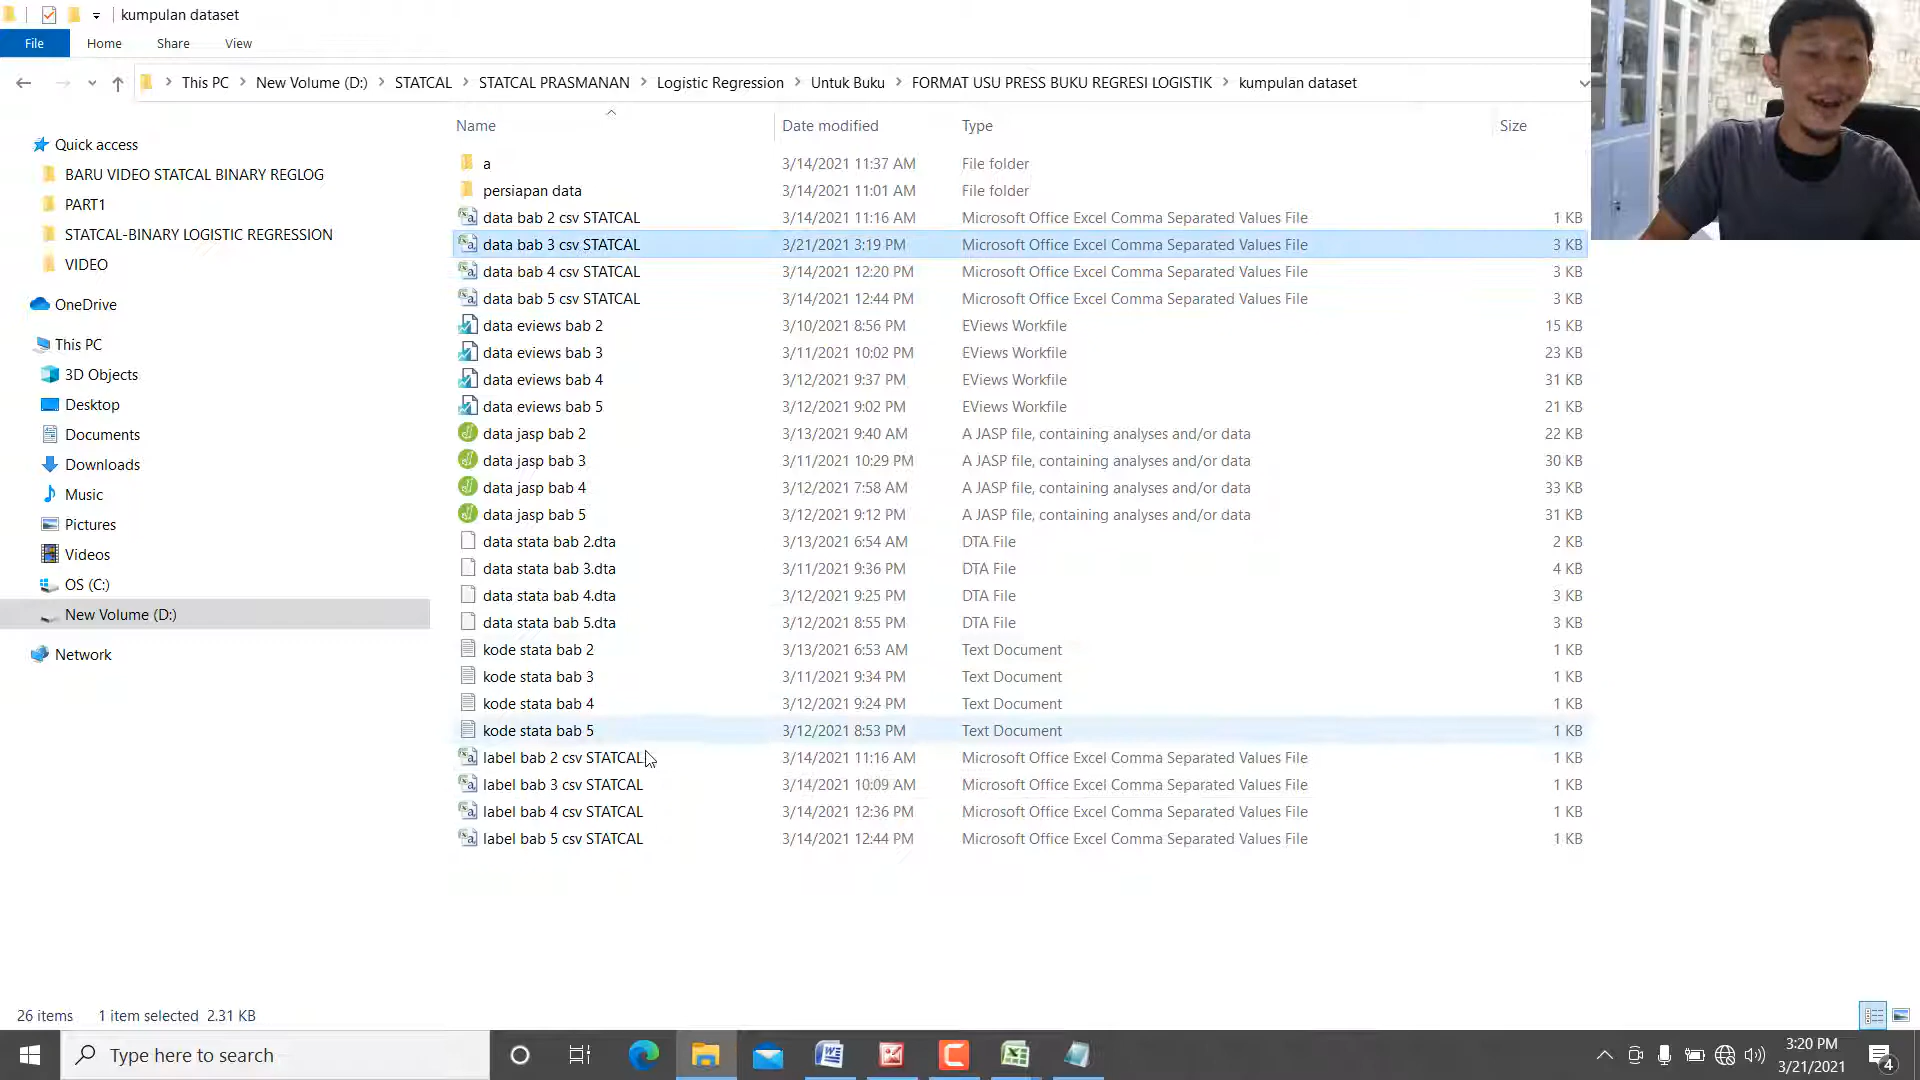 kumpulan dataset
File Home Share View
This PC New Volume (D:) STATCAL STATCAL PRASMANAN Logistic Regression Untuk Buku FORMAT USU PRESS BUKU REGRESI LOGISTIK kumpulan dataset
Name Date modified Type Size
Quick access
BARU VIDEO STATCAL BINARY REGLOG
PART1
STATCAL-BINARY LOGISTIC REGRESSION
VIDEO
OneDrive
This PC
3D Objects
Desktop
Documents
Downloads
Music
Pictures
Videos
OS (C:)
New Volume (D:)
Network
a 3/14/2021 11:37 AM File folder
persiapan data 3/14/2021 11:01 AM File folder
data bab 2 csv STATCAL 3/14/2021 11:16 AM Microsoft Office Excel Comma Separated Values File 1 KB
data bab 3 csv STATCAL 3/21/2021 3:19 PM Microsoft Office Excel Comma Separated Values File 3 KB
data bab 4 csv STATCAL 3/14/2021 12:20 PM Microsoft Office Excel Comma Separated Values File 3 KB
data bab 5 csv STATCAL 3/14/2021 12:44 PM Microsoft Office Excel Comma Separated Values File 3 KB
data eviews bab 2 3/10/2021 8:56 PM EViews Workfile 15 KB
data eviews bab 3 3/11/2021 10:02 PM EViews Workfile 23 KB
data eviews bab 4 3/12/2021 9:37 PM EViews Workfile 31 KB
data eviews bab 5 3/12/2021 9:02 PM EViews Workfile 21 KB
data jasp bab 2 3/13/2021 9:40 AM A JASP file, containing analyses and/or data 22 KB
data jasp bab 3 3/11/2021 10:29 PM A JASP file, containing analyses and/or data 30 KB
data jasp bab 4 3/12/2021 7:58 AM A JASP file, containing analyses and/or data 33 KB
data jasp bab 5 3/12/2021 9:12 PM A JASP file, containing analyses and/or data 31 KB
data stata bab 2.dta 3/13/2021 6:54 AM DTA File 2 KB
data stata bab 3.dta 3/11/2021 9:36 PM DTA File 4 KB
data stata bab 4.dta 3/12/2021 9:25 PM DTA File 3 KB
data stata bab 5.dta 3/12/2021 8:55 PM DTA File 3 KB
kode stata bab 2 3/13/2021 6:53 AM Text Document 1 KB
kode stata bab 3 3/11/2021 9:34 PM Text Document 1 KB
kode stata bab 4 3/12/2021 9:24 PM Text Document 1 KB
kode stata bab 5 3/12/2021 8:53 PM Text Document 1 KB
label bab 2 csv STATCAL 3/14/2021 11:16 AM Microsoft Office Excel Comma Separated Values File 1 KB
label bab 3 csv STATCAL 3/14/2021 10:09 AM Microsoft Office Excel Comma Separated Values File 1 KB
label bab 4 csv STATCAL 3/14/2021 12:36 PM Microsoft Office Excel Comma Separated Values File 1 KB
label bab 5 csv STATCAL 3/14/2021 12:44 PM Microsoft Office Excel Comma Separated Values File 1 KB
26 items 1 item selected 2.31 KB
Type here to search
3:20 PM
3/21/2021
4